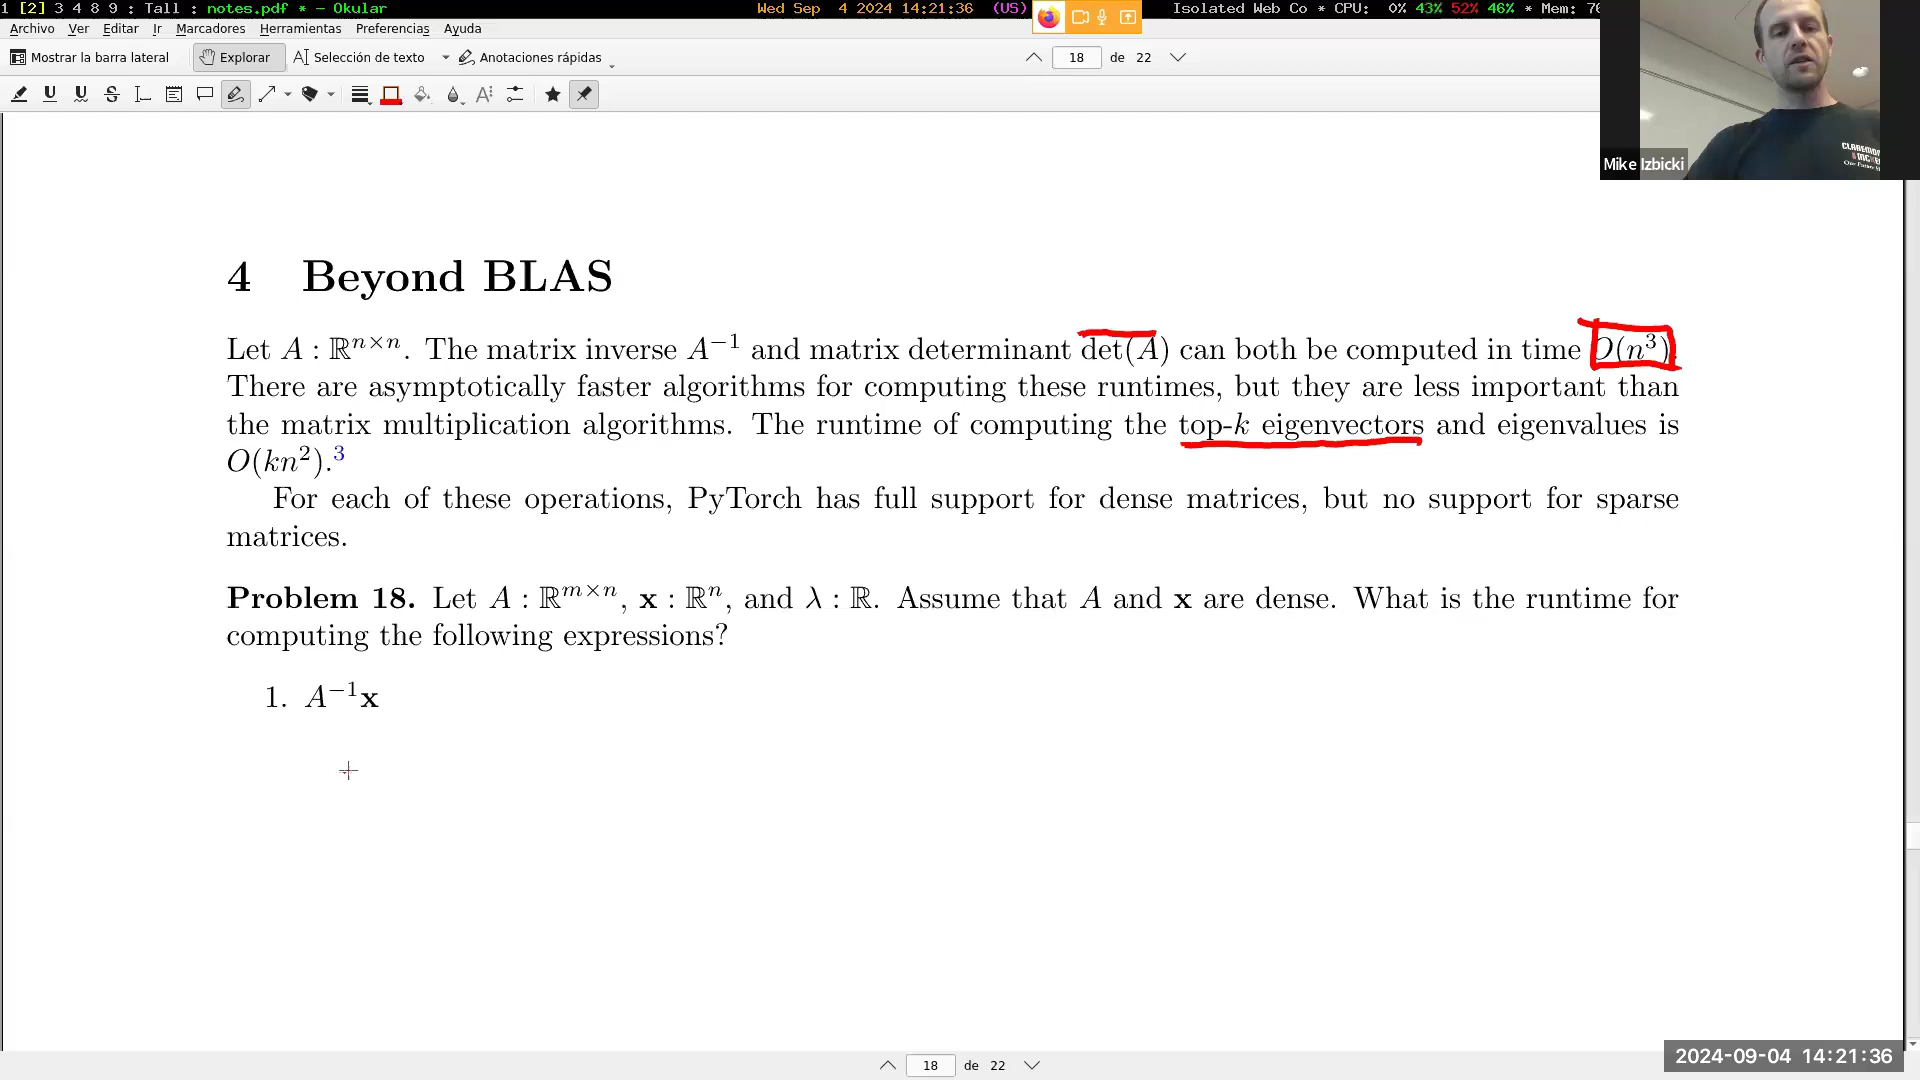 1 [2] 3 4 8 9 : Tall : notes.pdf * - Okular
Wed Sep 4 2024 14:21:36 (US)
Isolated Web Co * CPU: 0% 43% 52% 46% * Mem:
Archivo Ver Editar Ir Marcadores Herramientas Preferencias Ayuda
Mostrar la barra lateral Explorar Selección de texto Anotaciones rápidas
18 de 22
Mike Izbicki
4 Beyond BLAS
Let A : ℝⁿˣⁿ. The matrix inverse A⁻¹ and matrix determinant det(A) can both be computed in time O(n³).
There are asymptotically faster algorithms for computing these runtimes, but they are less important than
the matrix multiplication algorithms. The runtime of computing the top-k eigenvectors and eigenvalues is
O(kn²).³
For each of these operations, PyTorch has full support for dense matrices, but no support for sparse
matrices.
Problem 18. Let A : ℝᵐˣⁿ, x : ℝⁿ, and λ : ℝ. Assume that A and x are dense. What is the runtime for
computing the following expressions?
1. A⁻¹x
18 de 22
2024-09-04 14:21:36